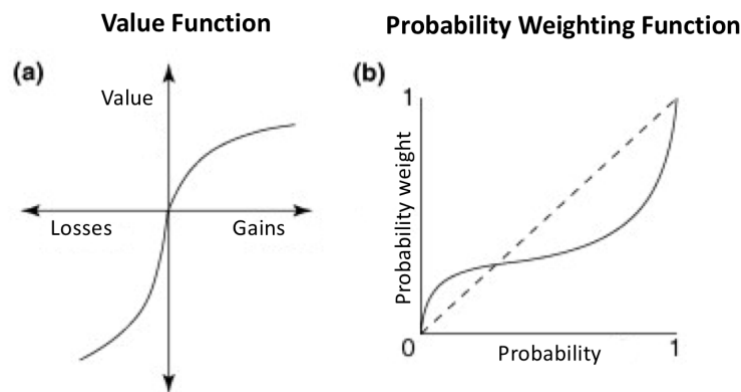 Value Function
Probability Weighting Function
(a)
Value
Losses
Gains
(b)
1
Probability weight
0
Probability
1